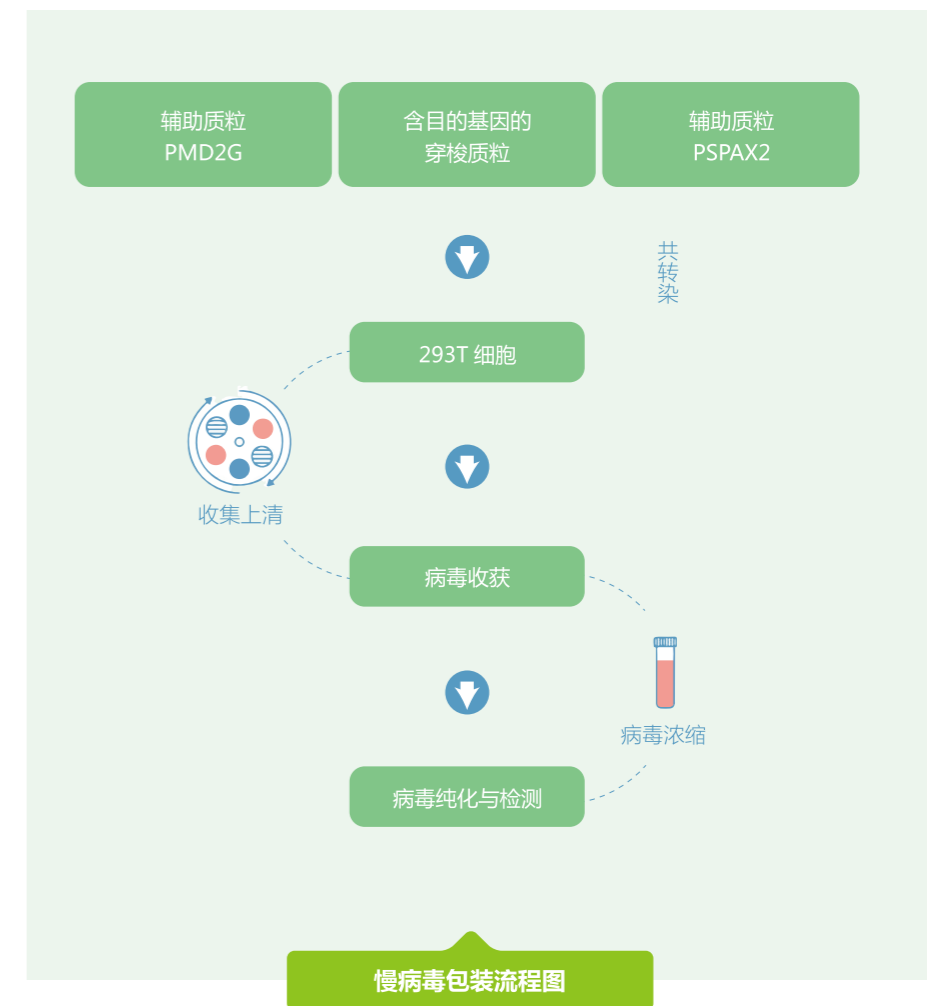 辅助质粒
PMD2G
含目的基因的
穿梭质粒
辅助质粒
PSPAX2
共转染
293T 细胞
收集上清
病毒收获
病毒浓缩
病毒纯化与检测
慢病毒包装流程图